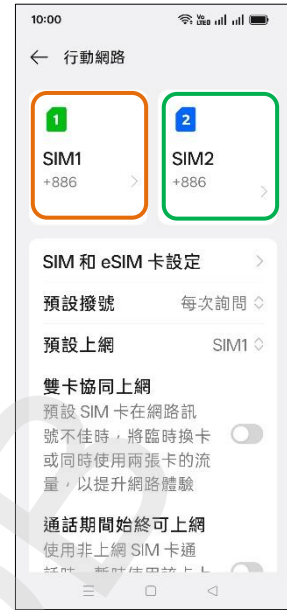 10:00
行動網路
1
2
SIM1
SIM2
+886
+886
SIM 和 eSIM 卡設定
預設撥號 每次詢問
預設上網 SIM1
雙卡協同上網
預設 SIM 卡在網路訊
號不佳時，將臨時換卡
或同時使用兩張卡的流
量，以提升網路體驗
通話期間始終可上網
使用非上網 SIM 卡通